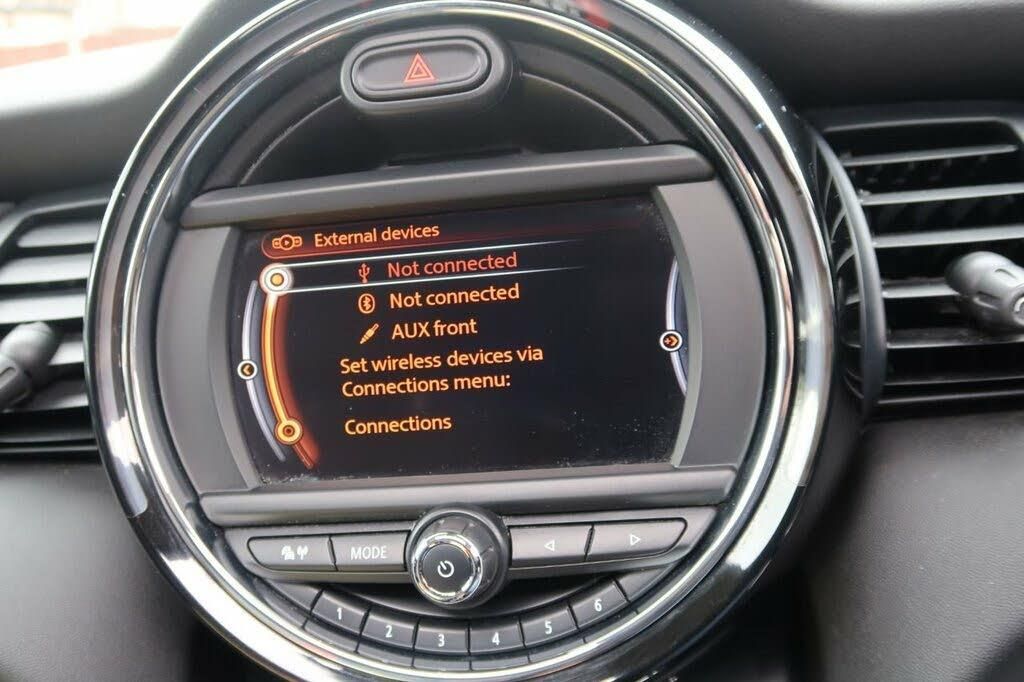 External devices
Not connected
Not connected
AUX front
Set wireless devices via
Connections menu:
Connections
MODE
1 2 3 4 5 6